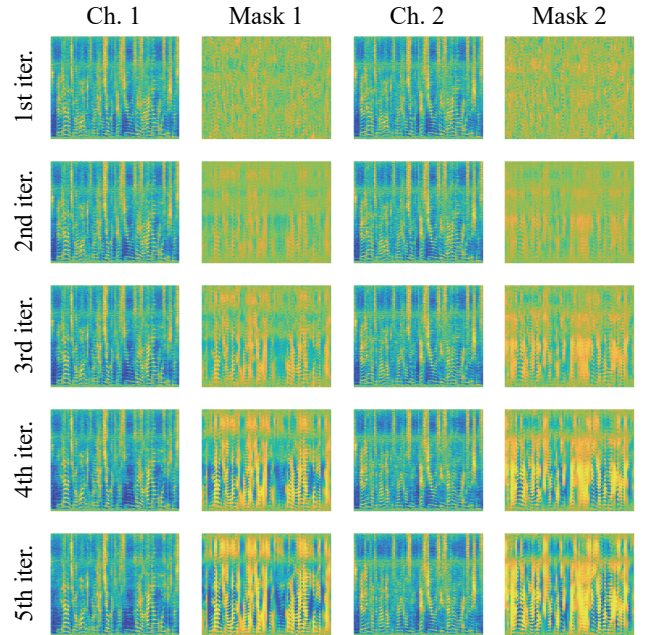 Ch. 1 Mask 1 Ch. 2 Mask 2
1st iter.
2nd iter.
3rd iter.
4th iter.
5th iter.